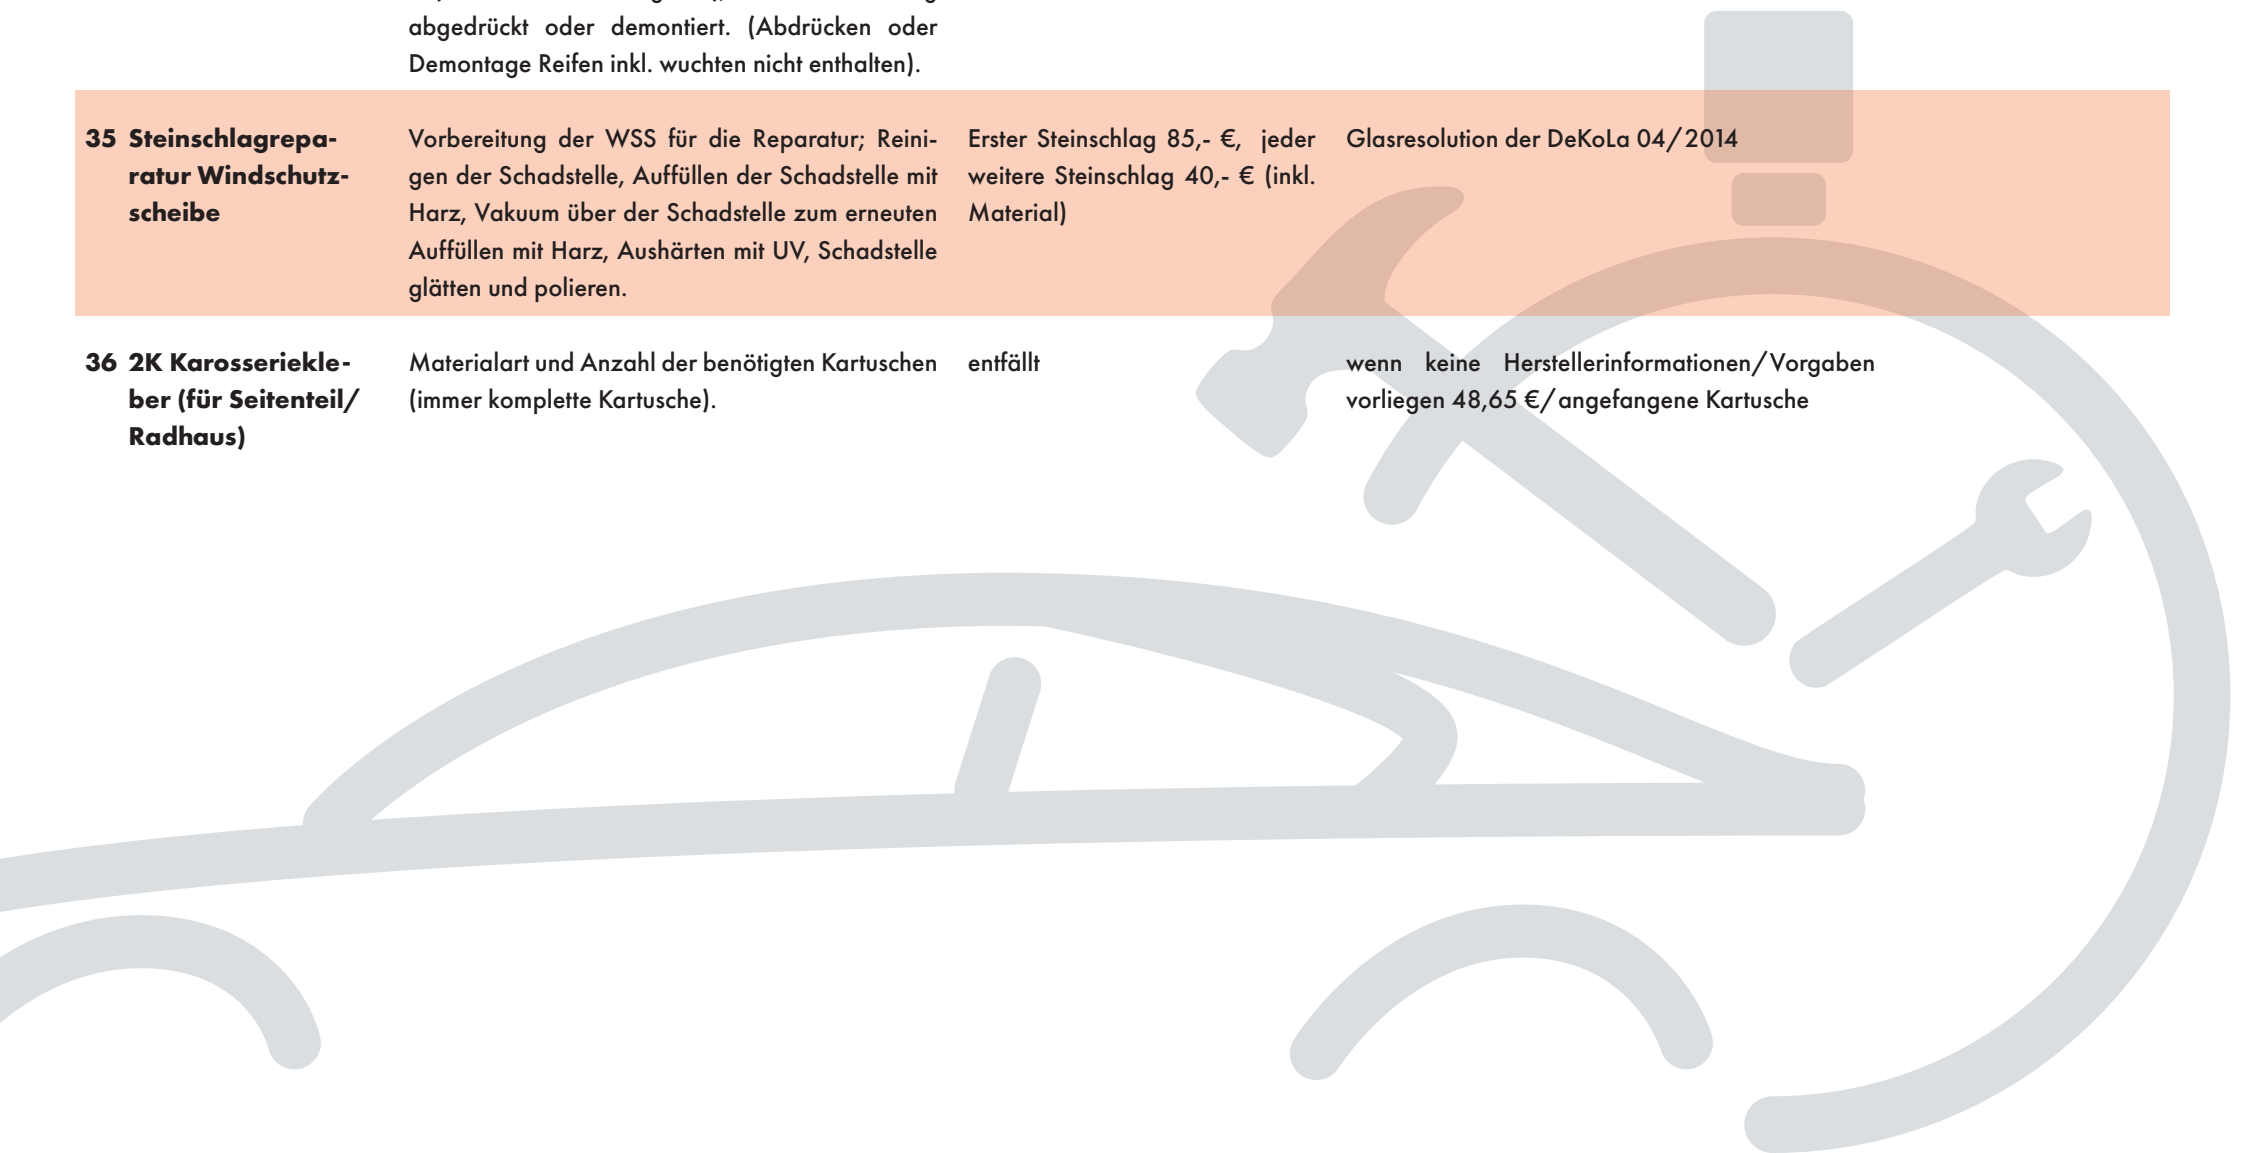 abgedrückt oder demontiert. (Abdrücken oder
Demontage Reifen inkl. wuchten nicht enthalten).
35 Steinschlagrepa-
ratur Windschutz-
scheibe
Vorbereitung der WSS für die Reparatur; Reini-
gen der Schadstelle, Auffüllen der Schadstelle mit
Harz, Vakuum über der Schadstelle zum erneuten
Auffüllen mit Harz, Aushärten mit UV, Schadstelle
glätten und polieren.
Erster Steinschlag 85,- €, jeder
weitere Steinschlag 40,- € (inkl.
Material)
Glasresolution der DeKoLa 04/2014
36 2K Karosseriekle-
ber (für Seitenteil/
Radhaus)
Materialart und Anzahl der benötigten Kartuschen
(immer komplette Kartusche).
entfällt
wenn keine Herstellerinformationen/Vorgaben
vorliegen 48,65 €/angefangene Kartusche